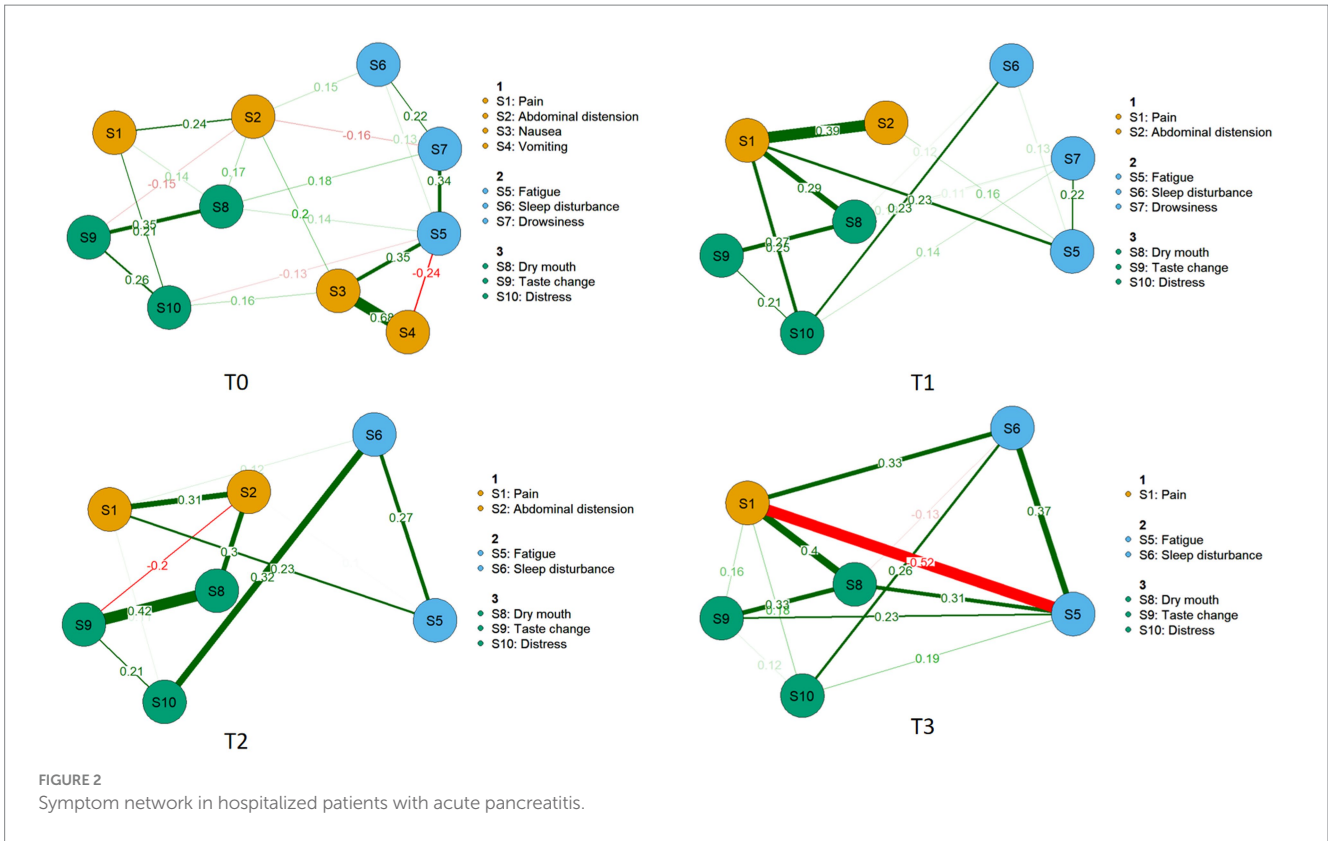 S6
S2
S1
S7
S8
S5
S9
S3
S10
S4
0.15
0.22
0.24
-0.16
0.13
0.17
0.14
-0.15
0.18
0.34
0.35
0.21
0.14
0.2
0.26
-0.13
0.35
-0.24
0.16
0.68
1
S1: Pain
S2: Abdominal distension
S3: Nausea
S4: Vomiting
2
S5: Fatigue
S6: Sleep disturbance
S7: Drowsiness
3
S8: Dry mouth
S9: Taste change
S10: Distress
T0
S6
S2
S1
S7
S8
S9
S5
S10
0.39
0.12
0.13
0.29
0.11
0.16
0.23
0.23
0.22
0.27
0.25
0.14
0.21
1
S1: Pain
S2: Abdominal distension
2
S5: Fatigue
S6: Sleep disturbance
S7: Drowsiness
3
S8: Dry mouth
S9: Taste change
S10: Distress
T1
S6
S2
S1
S8
S9
S5
S10
0.12
0.31
0.27
0.3
0.23
-0.2
0.32
0.42
0.21
1
S1: Pain
S2: Abdominal distension
2
S5: Fatigue
S6: Sleep disturbance
3
S8: Dry mouth
S9: Taste change
S10: Distress
T2
S6
S1
S8
S9
S5
S10
0.33
-0.13
0.37
0.4
-0.52
0.16
0.26
0.33
0.18
0.31
0.23
0.12
0.19
1
S1: Pain
2
S5: Fatigue
S6: Sleep disturbance
3
S8: Dry mouth
S9: Taste change
S10: Distress
T3
FIGURE 2
Symptom network in hospitalized patients with acute pancreatitis.